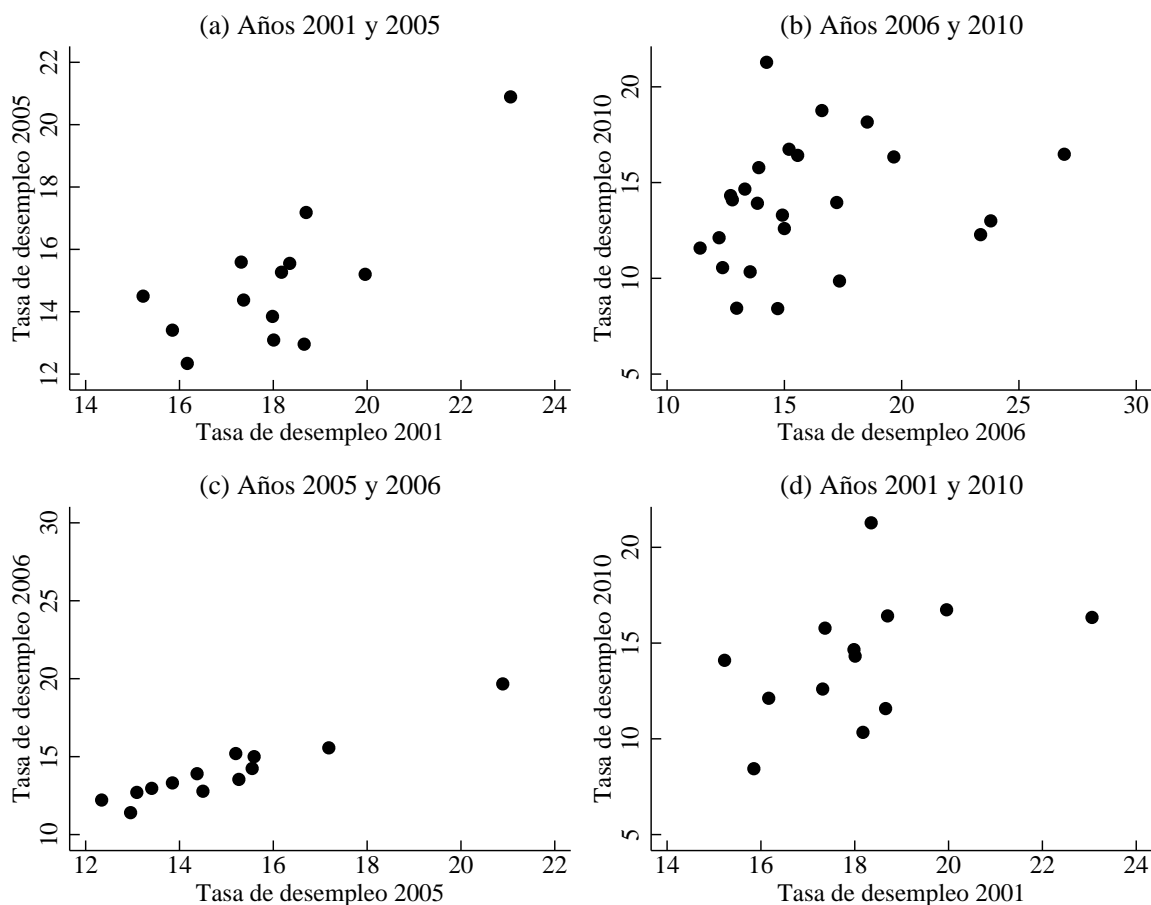 (a) Años 2001 y 2005
Tasa de desempleo 2005
22
20
18
16
14
12
14 16 18 20 22 24
Tasa de desempleo 2001
(b) Años 2006 y 2010
Tasa de desempleo 2010
20
15
10
5
10 15 20 25 30
Tasa de desempleo 2006
(c) Años 2005 y 2006
Tasa de desempleo 2006
30
25
20
15
10
12 14 16 18 20 22
Tasa de desempleo 2005
(d) Años 2001 y 2010
Tasa de desempleo 2010
20
15
10
5
14 16 18 20 22 24
Tasa de desempleo 2001